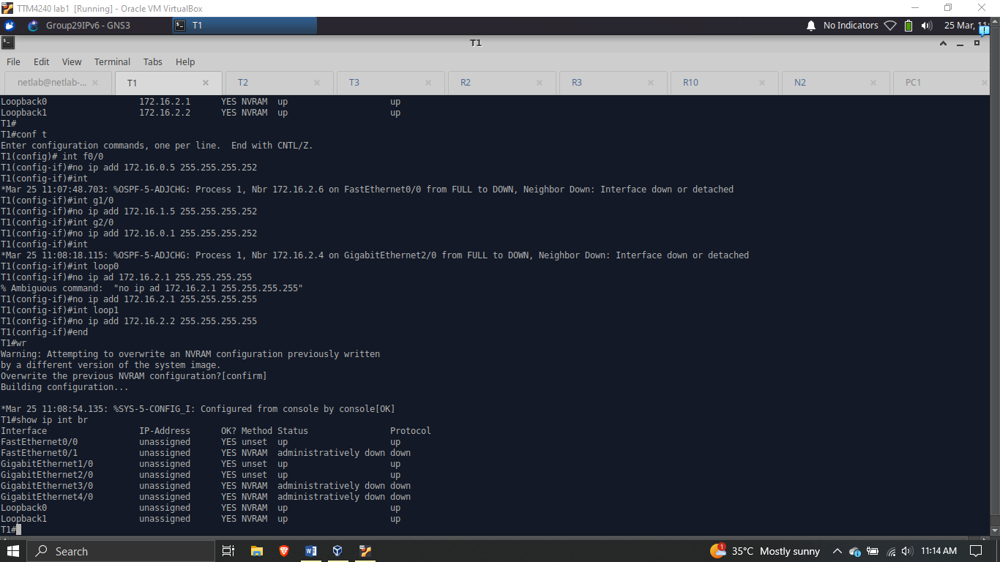 TTM4240 lab1 [Running] - Oracle VM VirtualBox
Group29IPv6 - GNS3
T1
No Indicators
25 Mar, 11:
T1
File Edit View Terminal Tabs Help
netlab@netlab-... T1 T2 T3 R2 R3 R10 N2 PC1
Loopback0 172.16.2.1 YES NVRAM up up
Loopback1 172.16.2.2 YES NVRAM up up
T1#
T1#conf t
Enter configuration commands, one per line. End with CNTL/Z.
T1(config)# int f0/0
T1(config-if)#no ip add 172.16.0.5 255.255.255.252
T1(config-if)#int
*Mar 25 11:07:48.703: %OSPF-5-ADJCHG: Process 1, Nbr 172.16.2.6 on FastEthernet0/0 from FULL to DOWN, Neighbor Down: Interface down or detached
T1(config-if)#int g1/0
T1(config-if)#no ip add 172.16.1.5 255.255.255.252
T1(config-if)#int g2/0
T1(config-if)#no ip add 172.16.0.1 255.255.255.252
T1(config-if)#int
*Mar 25 11:08:18.115: %OSPF-5-ADJCHG: Process 1, Nbr 172.16.2.4 on GigabitEthernet2/0 from FULL to DOWN, Neighbor Down: Interface down or detached
T1(config-if)#int loop0
T1(config-if)#no ip ad 172.16.2.1 255.255.255.255
% Ambiguous command: "no ip ad 172.16.2.1 255.255.255.255"
T1(config-if)#no ip add 172.16.2.1 255.255.255.255
T1(config-if)#int loop1
T1(config-if)#no ip add 172.16.2.2 255.255.255.255
T1(config-if)#end
T1#wr
Warning: Attempting to overwrite an NVRAM configuration previously written
by a different version of the system image.
Overwrite the previous NVRAM configuration?[confirm]
Building configuration...
*Mar 25 11:08:54.135: %SYS-5-CONFIG_I: Configured from console by console[OK]
T1#show ip int br
Interface IP-Address OK? Method Status Protocol
FastEthernet0/0 unassigned YES unset up up
FastEthernet0/1 unassigned YES NVRAM administratively down down
GigabitEthernet1/0 unassigned YES unset up up
GigabitEthernet2/0 unassigned YES unset up up
GigabitEthernet3/0 unassigned YES NVRAM administratively down down
GigabitEthernet4/0 unassigned YES NVRAM administratively down down
Loopback0 unassigned YES NVRAM up up
Loopback1 unassigned YES NVRAM up up
T1#
Search
1
35°C Mostly sunny
11:14 AM